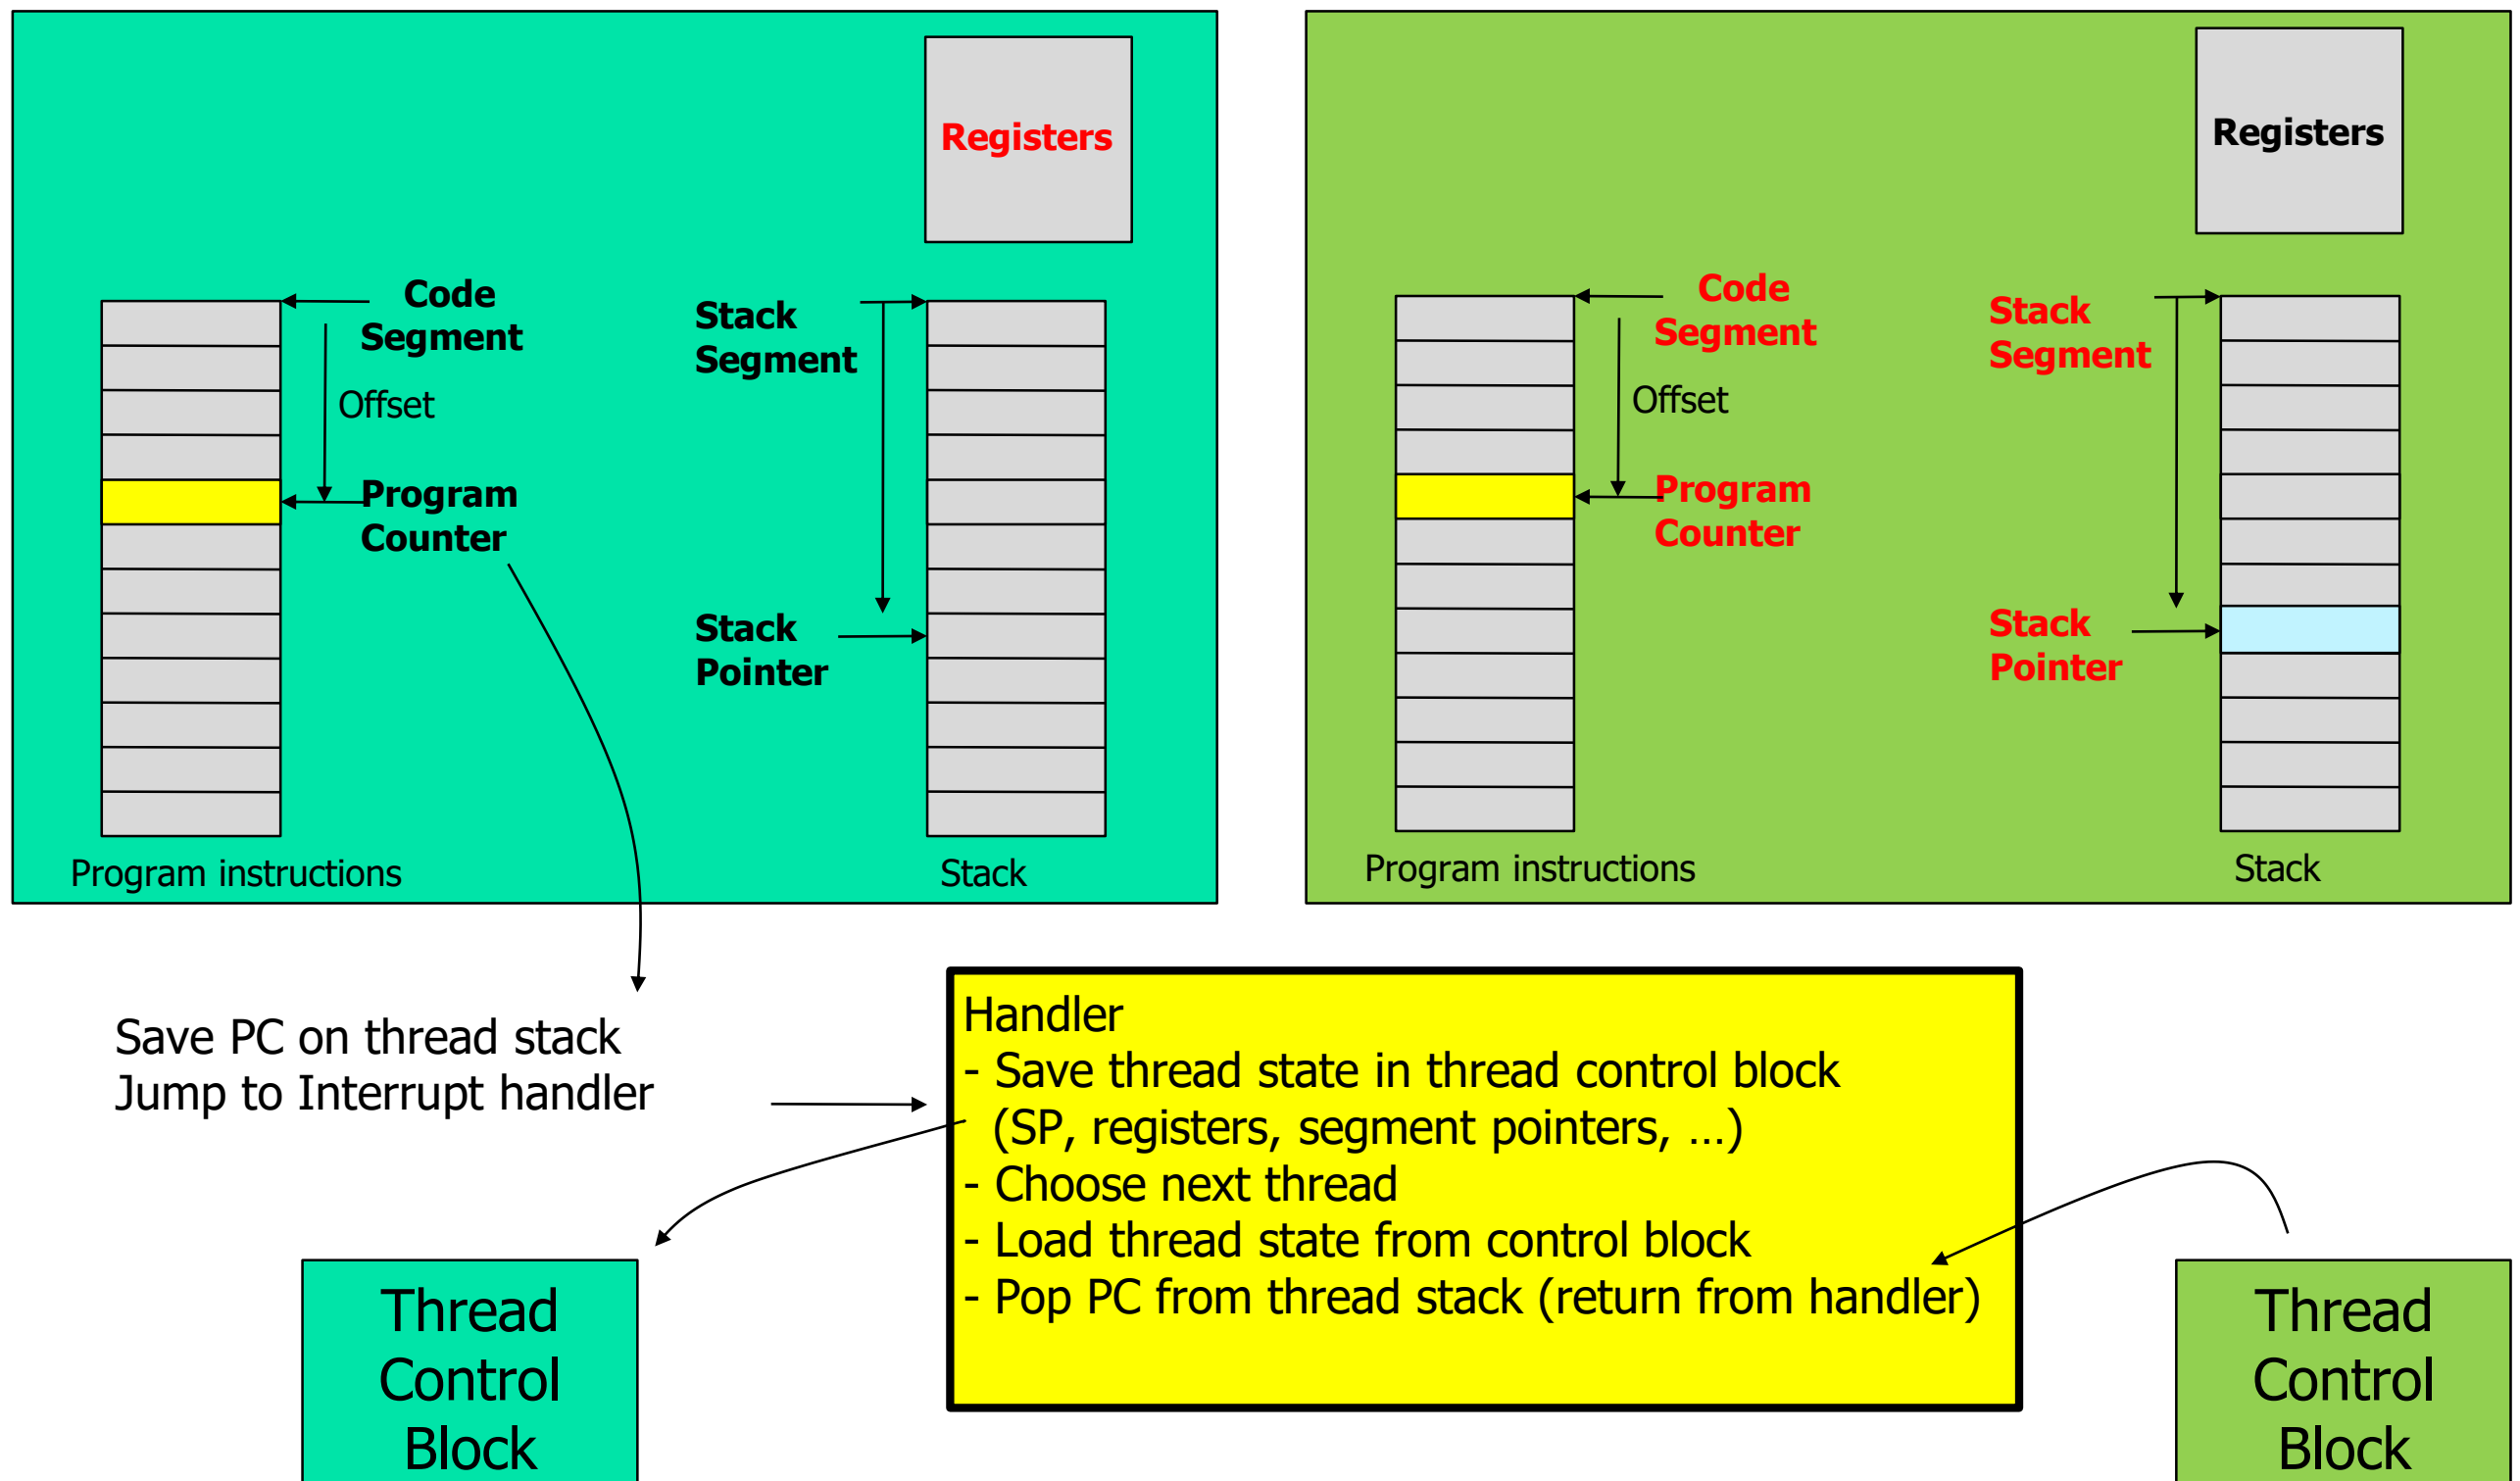 Registers
Code
Segment
Offset
Program
Counter
Stack
Segment
Stack
Pointer
Program instructions
Stack
Registers
Code
Segment
Offset
Program
Counter
Stack
Segment
Stack
Pointer
Program instructions
Stack
Save PC on thread stack
Jump to Interrupt handler
Handler
- Save thread state in thread control block
(SP, registers, segment pointers, …)
- Choose next thread
- Load thread state from control block
- Pop PC from thread stack (return from handler)
Thread
Control
Block
Thread
Control
Block